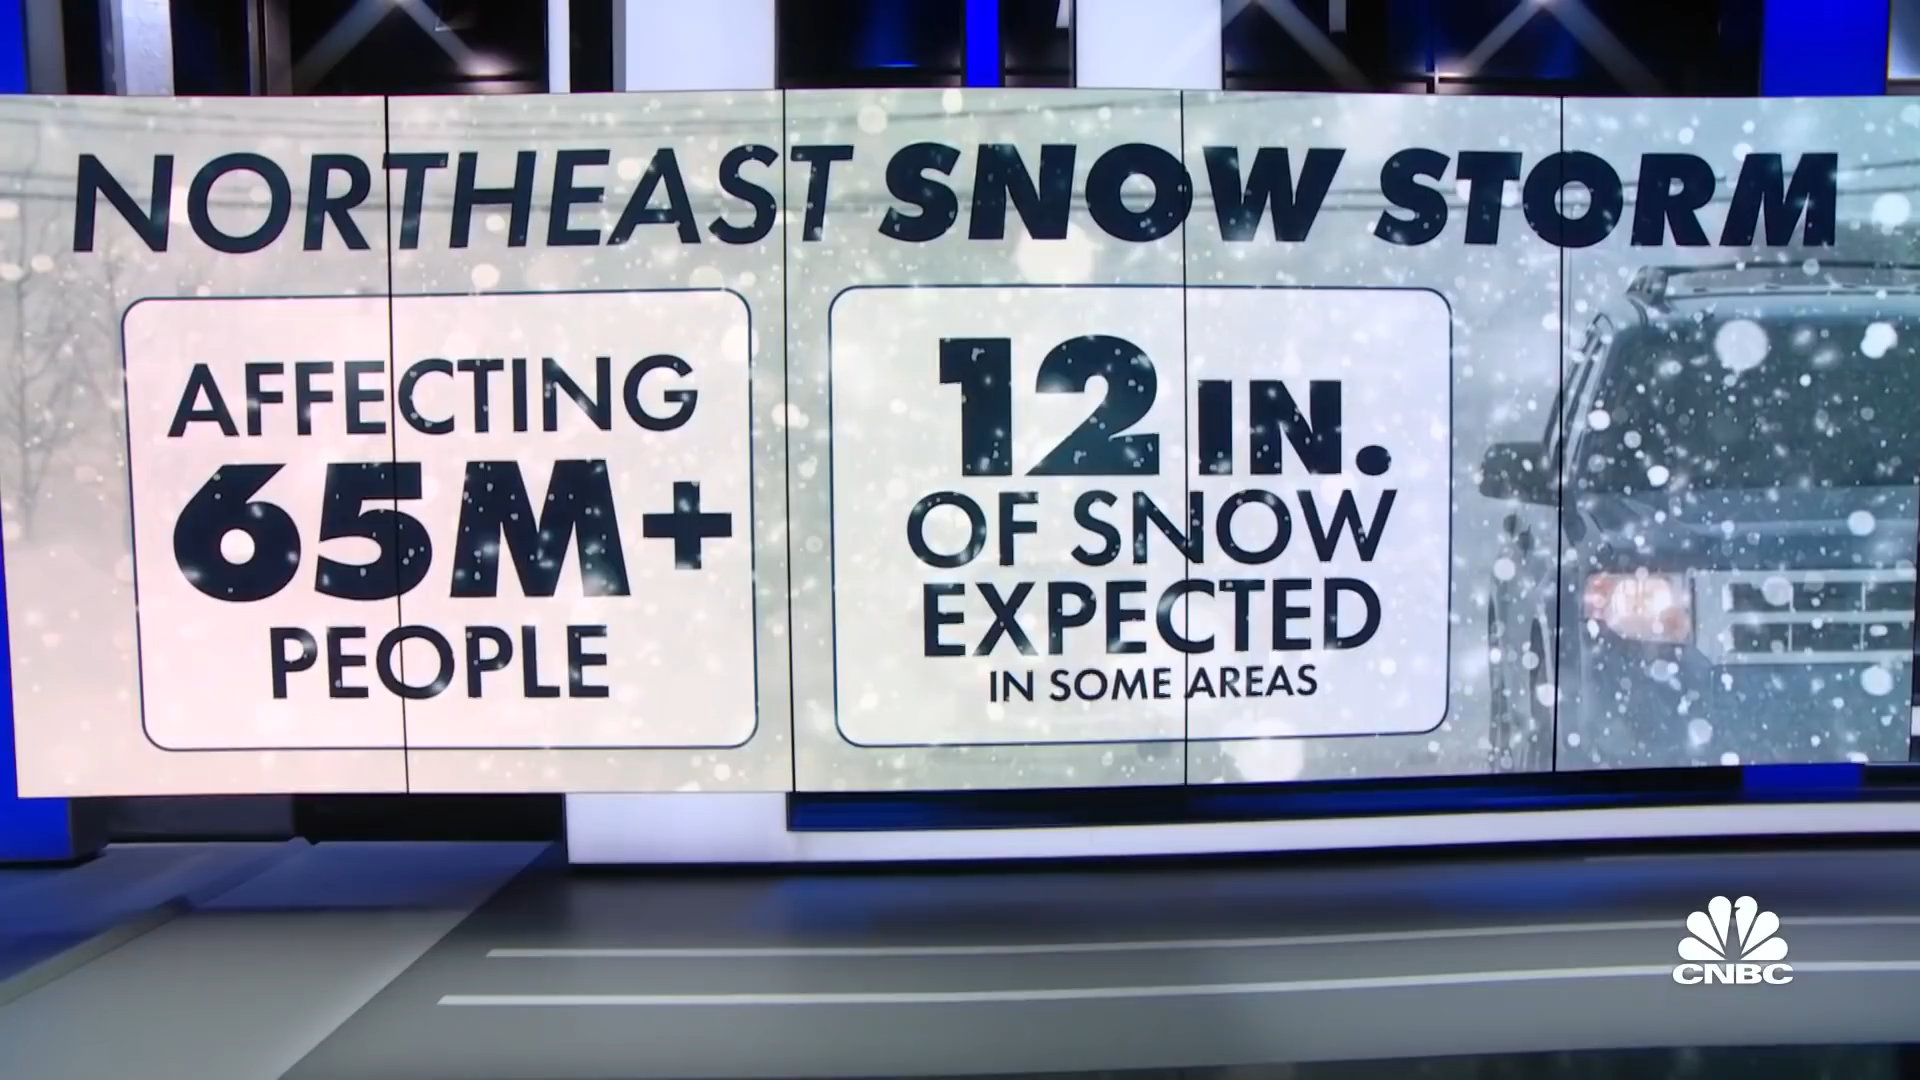 NORTHEAST SNOW STORM
AFFECTING
65M+
PEOPLE
12 IN.
OF SNOW
EXPECTED
IN SOME AREAS
CNBC